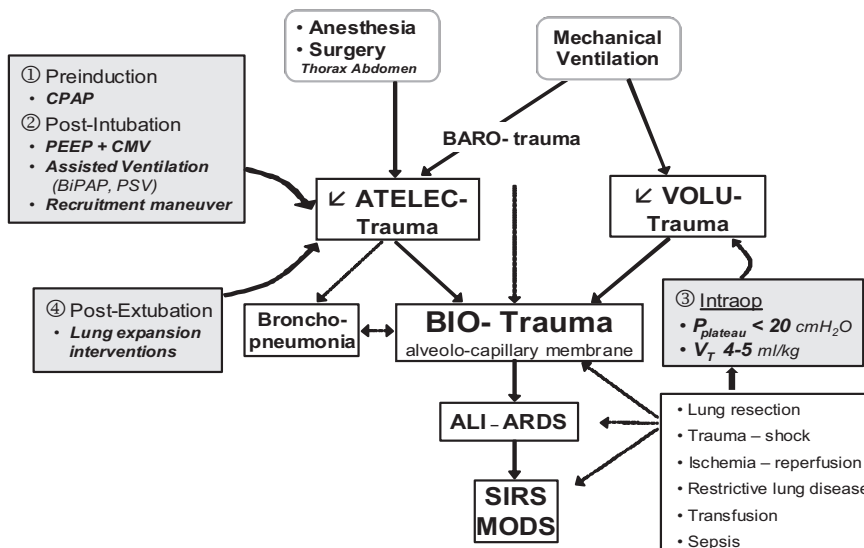 • Anesthesia
• Surgery
Thorax Abdomen
Mechanical
Ventilation
① Preinduction
• CPAP
② Post-Intubation
• PEEP + CMV
• Assisted Ventilation
(BiPAP, PSV)
• Recruitment maneuver
BARO- trauma
↙ ATELEC-
Trauma
↙ VOLU-
Trauma
④ Post-Extubation
• Lung expansion
interventions
Broncho-
pneumonia
BIO- Trauma
alveolo-capillary membrane
③ Intraop
• Pplateau < 20 cmH2O
• VT 4-5 ml/kg
ALI – ARDS
SIRS
MODS
• Lung resection
• Trauma – shock
• Ischemia – reperfusion
• Restrictive lung disease
• Transfusion
• Sepsis